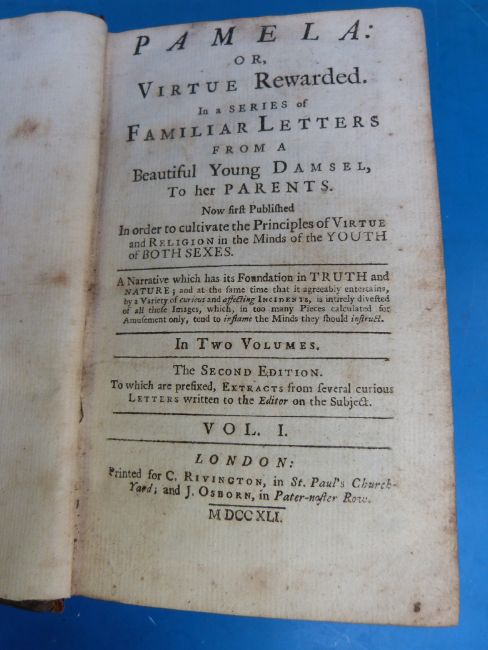 PAMELA:
OR,
VIRTUE Rewarded.
In a SERIES of
FAMILIAR LETTERS
FROM A
Beautiful Young DAMSEL,
To her PARENTS.
Now firſt Publiſhed
In order to cultivate the Principles of VIRTUE
and RELIGION in the Minds of the YOUTH
of BOTH SEXES.
A Narrative which has its Foundation in TRUTH and
NATURE; and at the ſame time that it agreeably entertains,
by a Variety of curious and affecting INCIDENTS, is intirely diveſted
of all thoſe Images, which, in too many Pieces calculated for
Amuſement only, tend to inflame the Minds they ſhould inſtruct.
In TWO VOLUMES.
The SECOND EDITION.
To which are prefixed, EXTRACTS from ſeveral curious
LETTERS written to the Editor on the Subject.
VOL. I.
LONDON:
Printed for C. RIVINGTON, in St. Paul's Church-
Yard; and J. OSBORN, in Pater-noſter Row.
MDCCXLI.